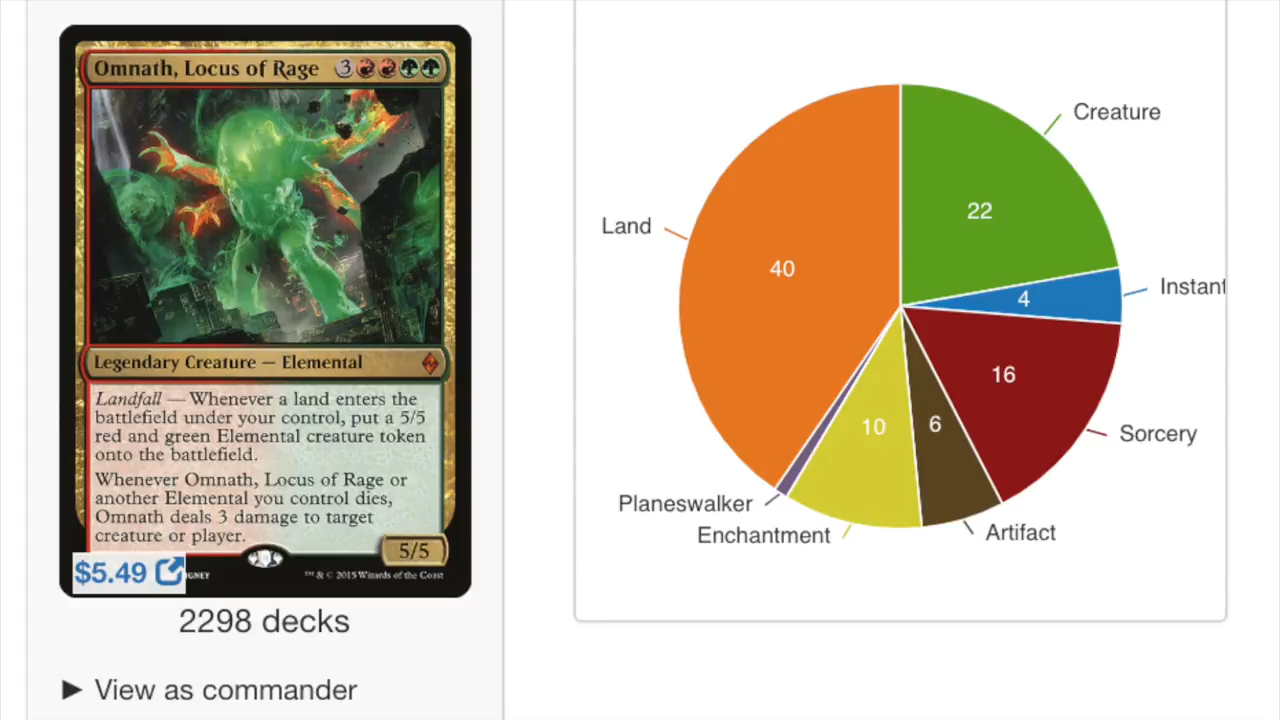 Omnath, Locus of Rage 3
Legendary Creature — Elemental
Landfall — Whenever a land enters the
battlefield under your control, put a 5/5
red and green Elemental creature token
onto the battlefield.
Whenever Omnath, Locus of Rage or
another Elemental you control dies,
Omnath deals 3 damage to target
creature or player.
5/5
$5.49
™ & © 2015 Wizards of the Coast
2298 decks
► View as commander
Creature
22
Instant
4
Sorcery
16
Artifact
6
Enchantment
10
Planeswalker
Land
40